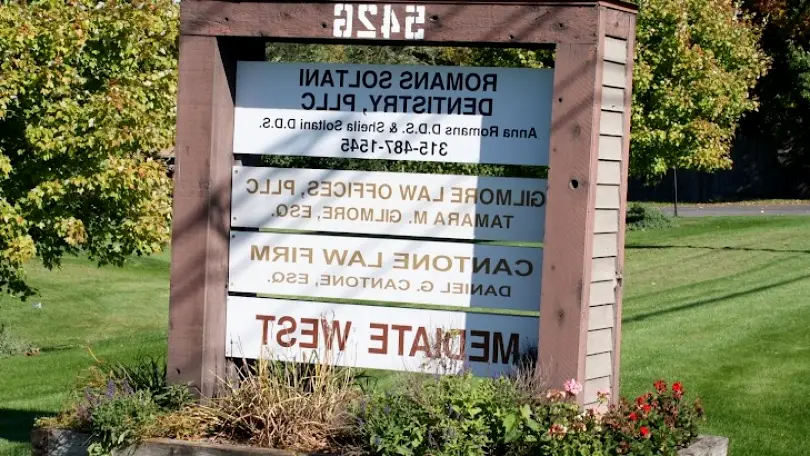 5426
ROMANS SOLTANI
DENTISTRY, PLLC
Anna Romans D.D.S. & Sheila Soltani D.D.S.
315-487-1545
GILMORE LAW OFFICES, PLLC
TAMARA M. GILMORE, ESQ.
CANTONE LAW FIRM
DANIEL G. CANTONE, ESQ.
MEDIATE WEST